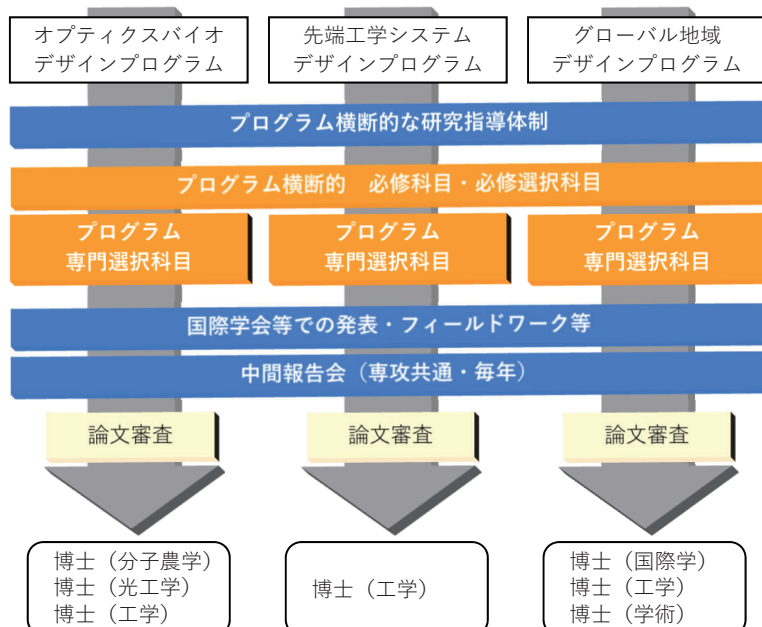 オプティクスバイオ
デザインプログラム
先端工学システム
デザインプログラム
グローバル地域
デザインプログラム
プログラム横断的な研究指導体制
プログラム横断的　必修科目・必修選択科目
プログラム
専門選択科目
プログラム
専門選択科目
プログラム
専門選択科目
国際学会等での発表・フィールドワーク等
中間報告会（専攻共通・毎年）
論文審査
論文審査
論文審査
博士（分子農学）
博士（光工学）
博士（工学）
博士（工学）
博士（国際学）
博士（工学）
博士（学術）